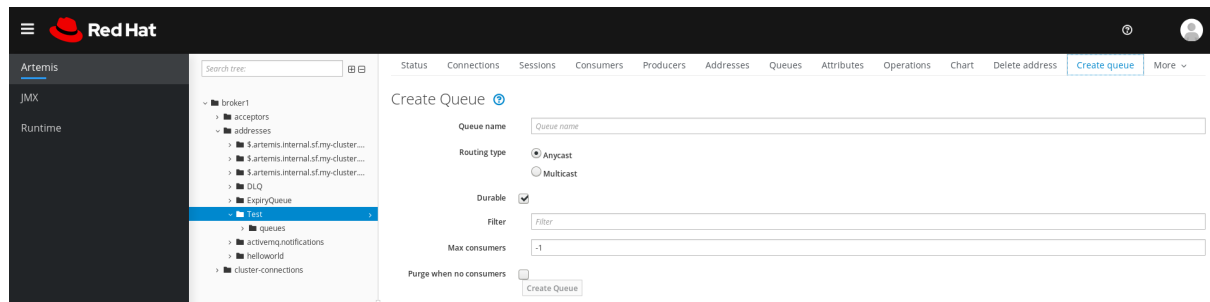 Red Hat
Artemis
JMX
Runtime
Search tree:
broker1
acceptors
addresses
$.artemis.internal.sf.my-cluster....
$.artemis.internal.sf.my-cluster....
$.artemis.internal.sf.my-cluster....
DLQ
ExpiryQueue
Test
queues
activemq.notifications
helloworld
cluster-connections
Status Connections Sessions Consumers Producers Addresses Queues Attributes Operations Chart Delete address Create queue More
Create Queue
Queue name Queue name
Routing type Anycast
Multicast
Durable
Filter Filter
Max consumers -1
Purge when no consumers
Create Queue